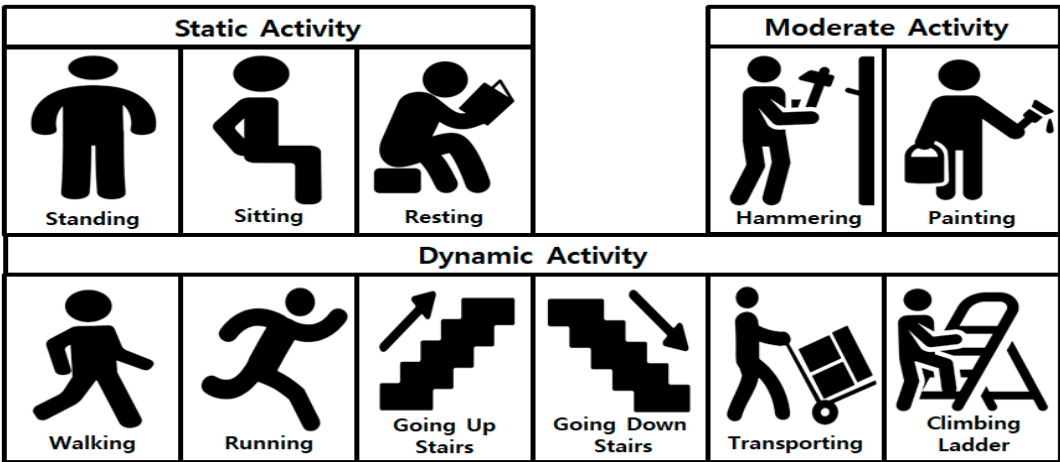 Static Activity
Moderate Activity
Standing
Sitting
Resting
Hammering
Painting
Dynamic Activity
Walking
Running
Going Up
Stairs
Going Down
Stairs
Transporting
Climbing
Ladder